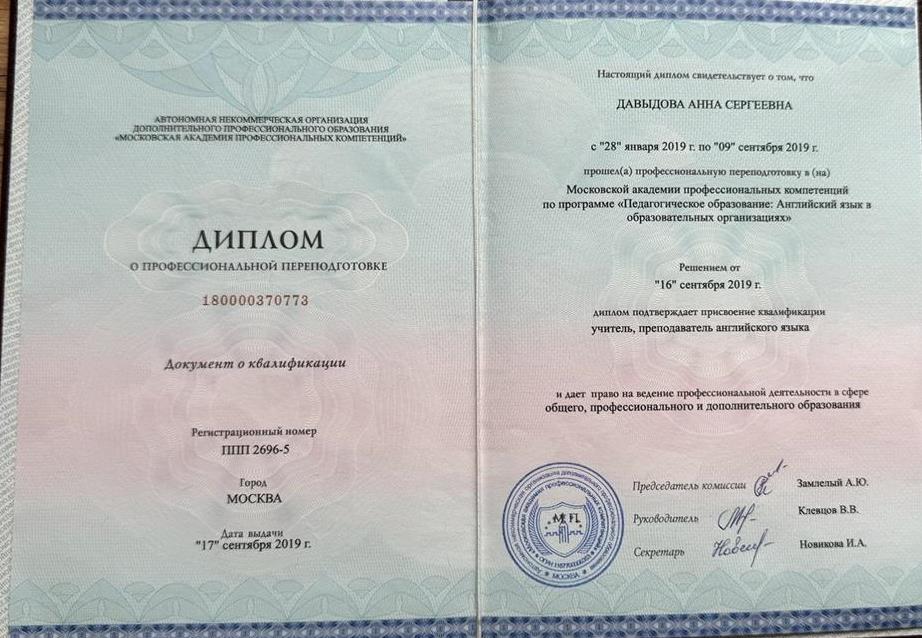 АВТОНОМНАЯ НЕКОММЕРЧЕСКАЯ ОРГАНИЗАЦИЯ
ДОПОЛНИТЕЛЬНОГО ПРОФЕССИОНАЛЬНОГО ОБРАЗОВАНИЯ
«МОСКОВСКАЯ АКАДЕМИЯ ПРОФЕССИОНАЛЬНЫХ КОМПЕТЕНЦИЙ»
ДИПЛОМ
О ПРОФЕССИОНАЛЬНОЙ ПЕРЕПОДГОТОВКЕ
180000370773
Документ о квалификации
Регистрационный номер
ППП 2696-5
Город
МОСКВА
Дата выдачи
"17" сентября 2019 г.
Настоящий диплом свидетельствует о том, что
ДАВЫДОВА АННА СЕРГЕЕВНА
с "28" января 2019 г. по "09" сентября 2019 г.
прошел(а) профессиональную переподготовку в (на)
Московской академии профессиональных компетенций
по программе «Педагогическое образование: Английский язык в
образовательных организациях»
Решением от
"16" сентября 2019 г.
диплом подтверждает присвоение квалификации
учитель, преподаватель английского языка
и дает право на ведение профессиональной деятельности в сфере
общего, профессионального и дополнительного образования
Председатель комиссии Замлелый А.Ю.
Руководитель Клевцов В.В.
Секретарь Новикова И.А.
МОСКВА